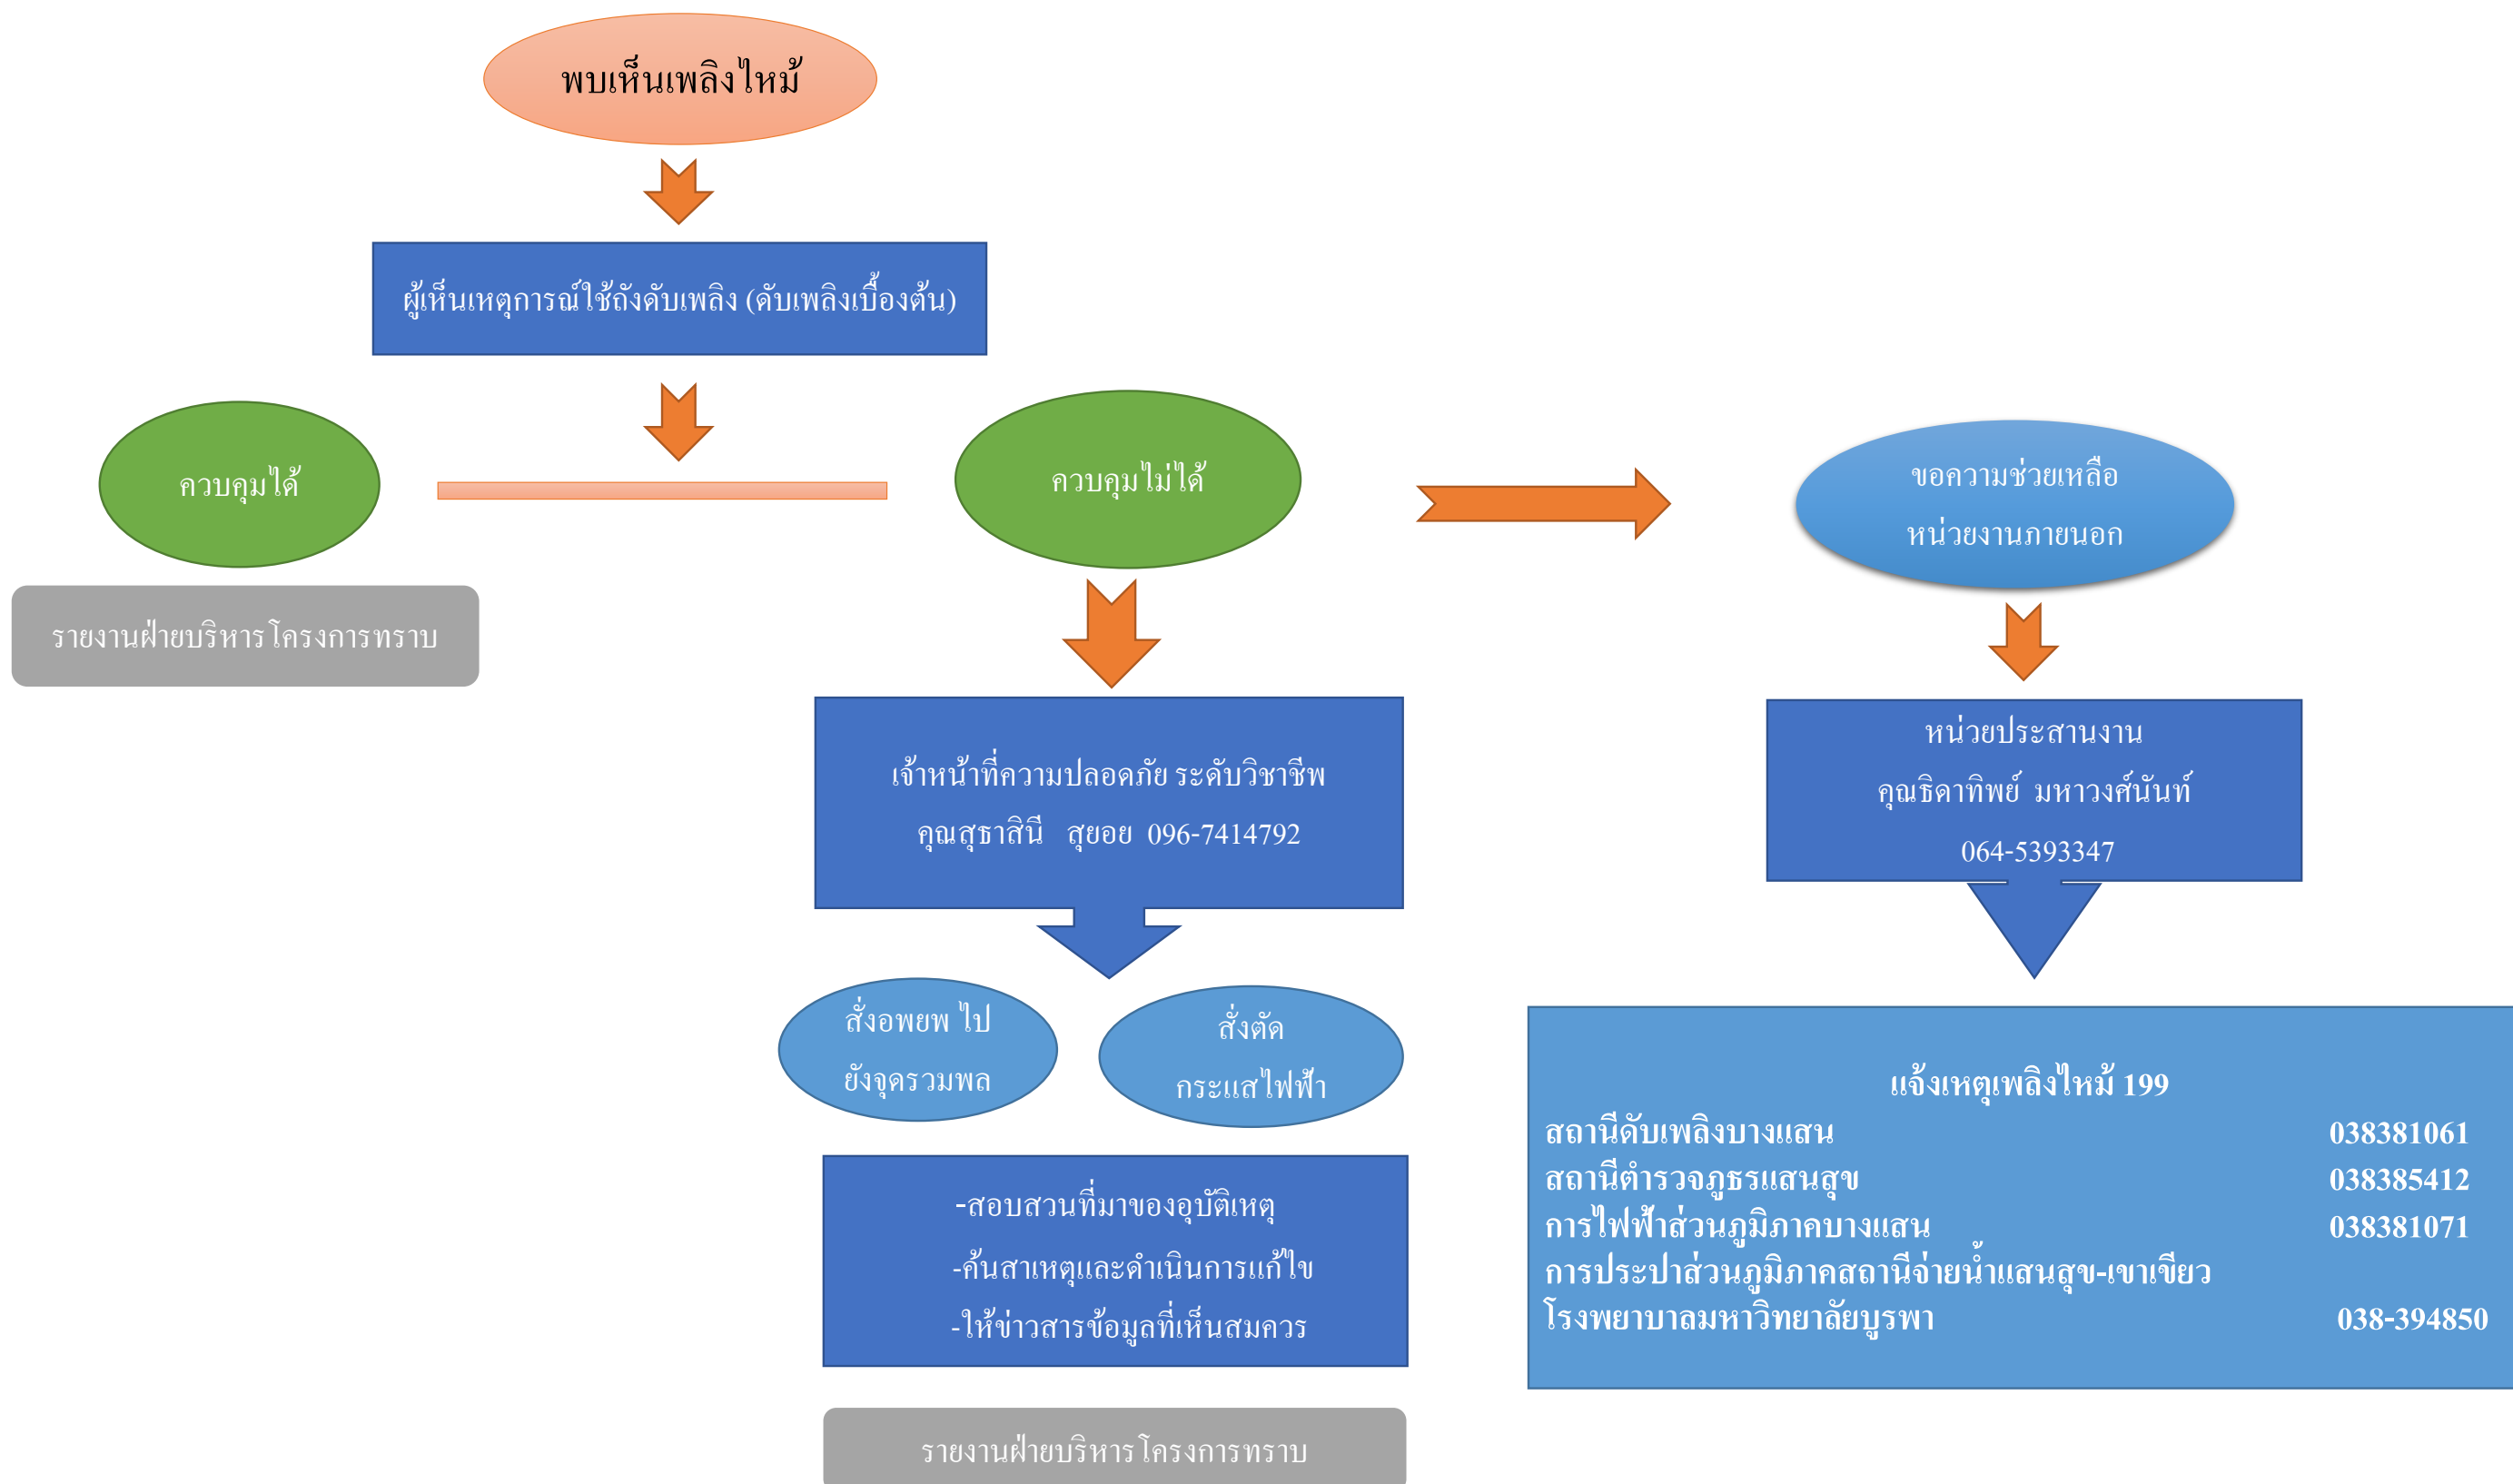 พบเห็นเพลิงไหม้
ผู้เห็นเหตุการณ์ใช้ถังดับเพลิง (ดับเพลิงเบื้องต้น)
ควบคุมได้
ควบคุมไม่ได้
ขอความช่วยเหลือ
หน่วยงานภายนอก
รายงานฝ่ายบริหารโครงการทราบ
เจ้าหน้าที่ความปลอดภัย ระดับวิชาชีพ
คุณสุธาสินี สุยอย 096-7414792
หน่วยประสานงาน
คุณธิดาทิพย์ มหาวงศ์นันท์
064-5393347
สั่งอพยพ ไป
ยังจุดรวมพล
สั่งตัด
กระแสไฟฟ้า
-สอบสวนที่มาของอุบัติเหตุ
-ค้นสาเหตุและดำเนินการแก้ไข
-ให้ข่าวสารข้อมูลที่เห็นสมควร
รายงานฝ่ายบริหารโครงการทราบ
แจ้งเหตุเพลิงไหม้ 199
สถานีดับเพลิงบางแสน 038381061
สถานีตำรวจภูธรแสนสุข 038385412
การไฟฟ้าส่วนภูมิภาคบางแสน 038381071
การประปาส่วนภูมิภาคสถานีจ่ายน้ำแสนสุข-เขาเขียว
โรงพยาบาลมหาวิทยาลัยบูรพา 038-394850